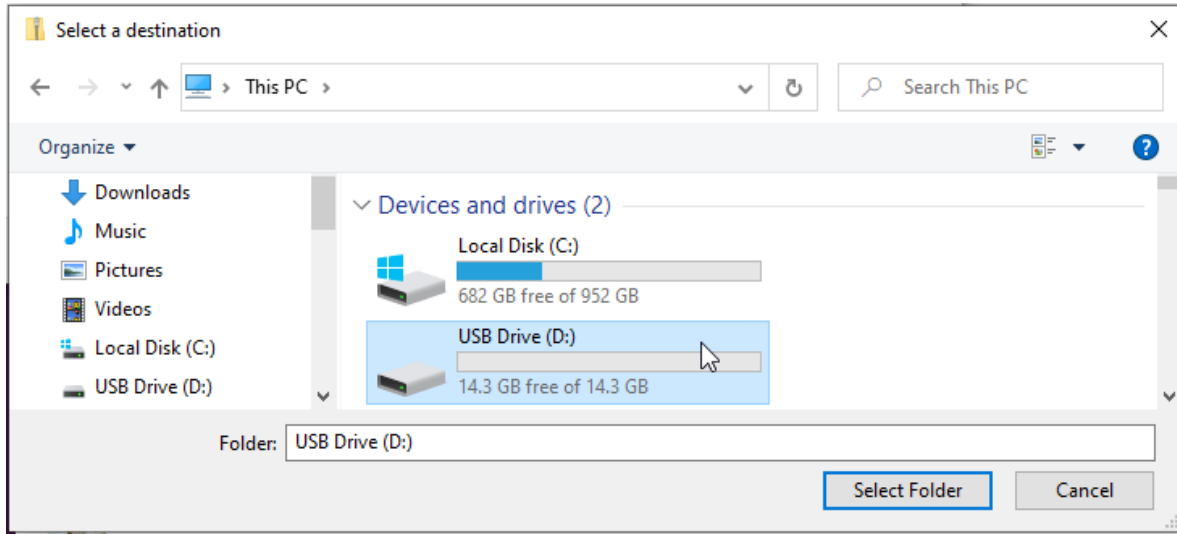 Select a destination
This PC
Search This PC
Organize
Downloads
Music
Pictures
Videos
Local Disk (C:)
USB Drive (D:)
Devices and drives (2)
Local Disk (C:)
682 GB free of 952 GB
USB Drive (D:)
14.3 GB free of 14.3 GB
Folder: USB Drive (D:)
Select Folder Cancel